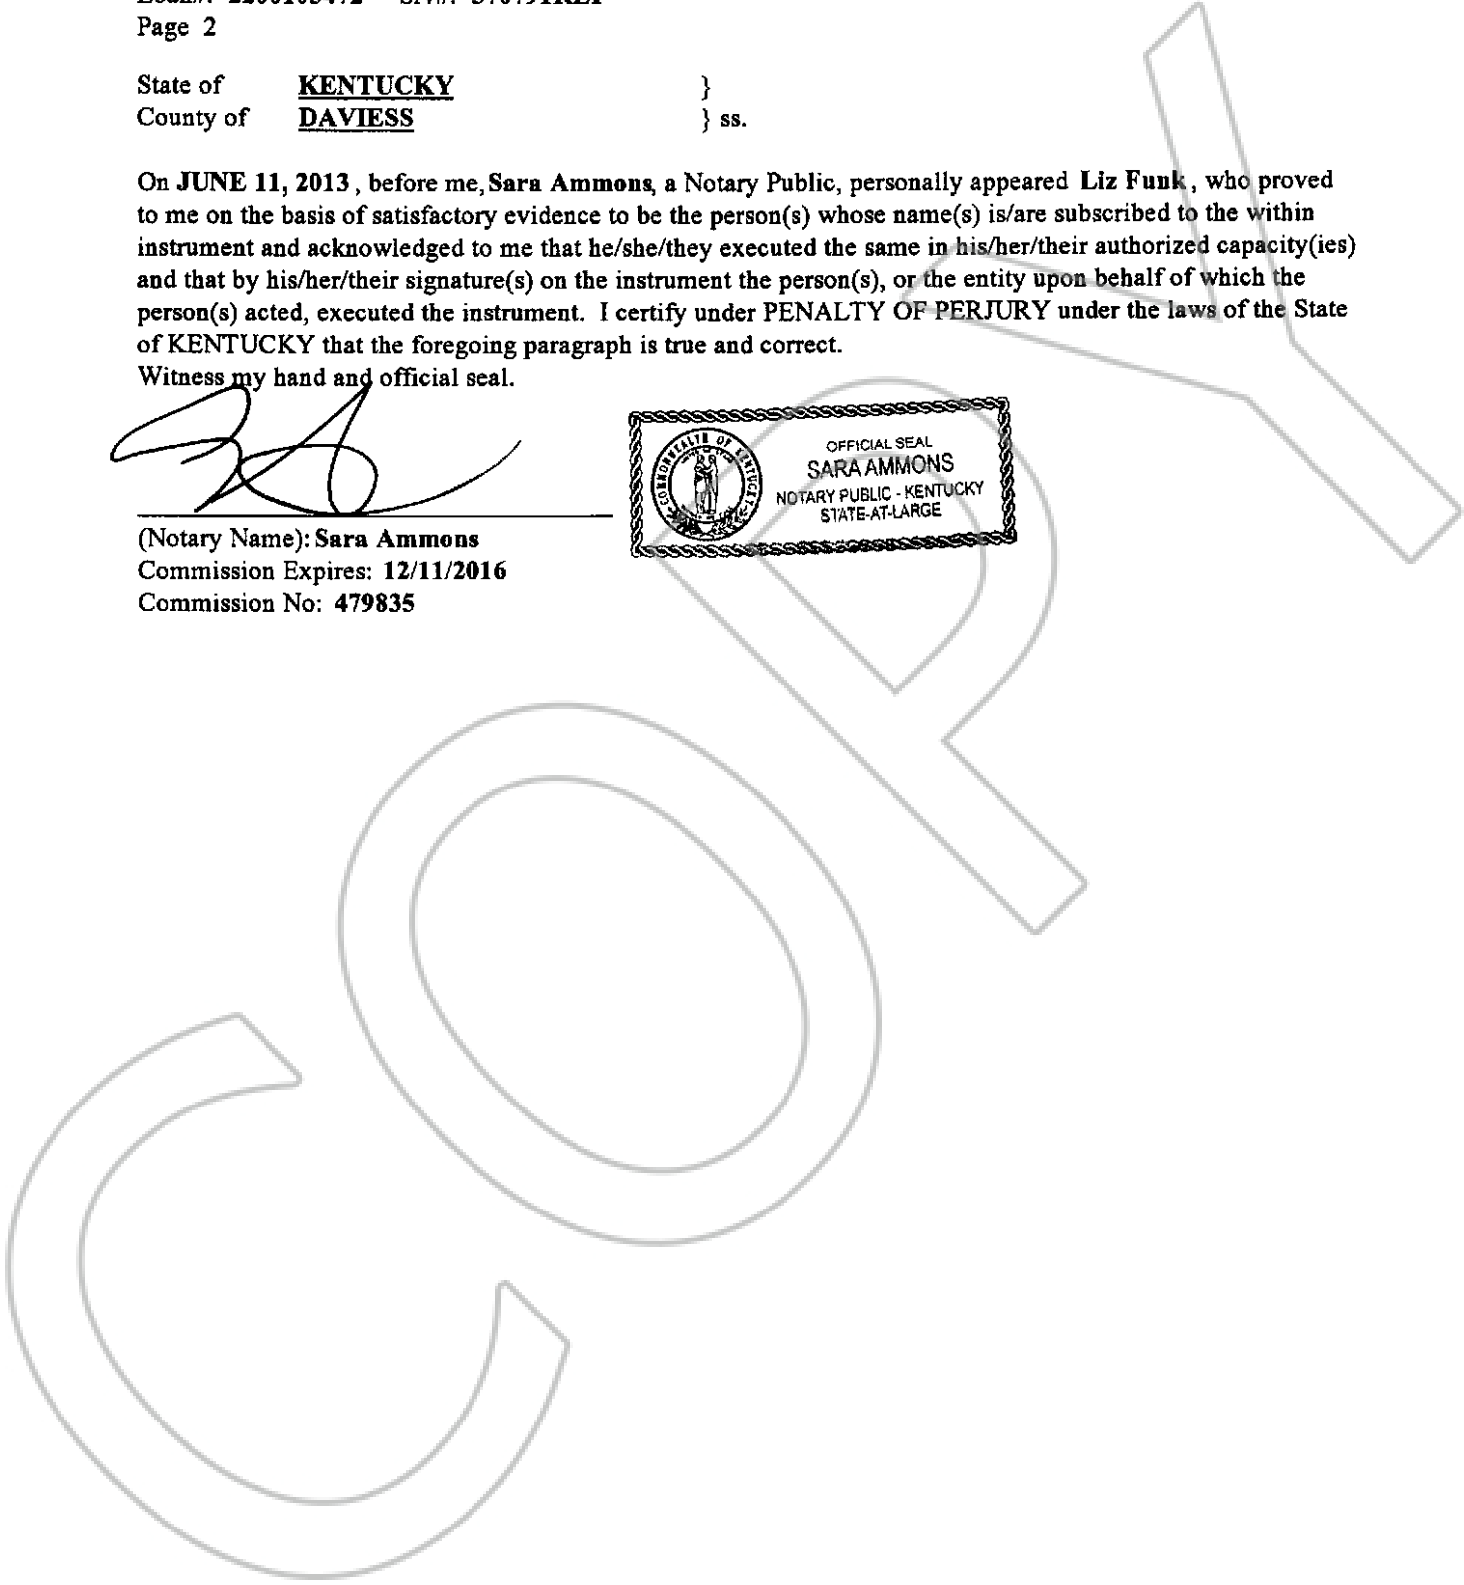 Page 2
State of KENTUCKY }
County of DAVIESS } ss.
On JUNE 11, 2013 , before me, Sara Ammons, a Notary Public, personally appeared Liz Funk , who proved
to me on the basis of satisfactory evidence to be the person(s) whose name(s) is/are subscribed to the within
instrument and acknowledged to me that he/she/they executed the same in his/her/their authorized capacity(ies)
and that by his/her/their signature(s) on the instrument the person(s), or the entity upon behalf of which the
person(s) acted, executed the instrument. I certify under PENALTY OF PERJURY under the laws of the State
of KENTUCKY that the foregoing paragraph is true and correct.
Witness my hand and official seal.
COMMONWEALTH OF KENTUCKY
OFFICIAL SEAL
SARA AMMONS
NOTARY PUBLIC - KENTUCKY
STATE-AT-LARGE
(Notary Name): Sara Ammons
Commission Expires: 12/11/2016
Commission No: 479835
COPY